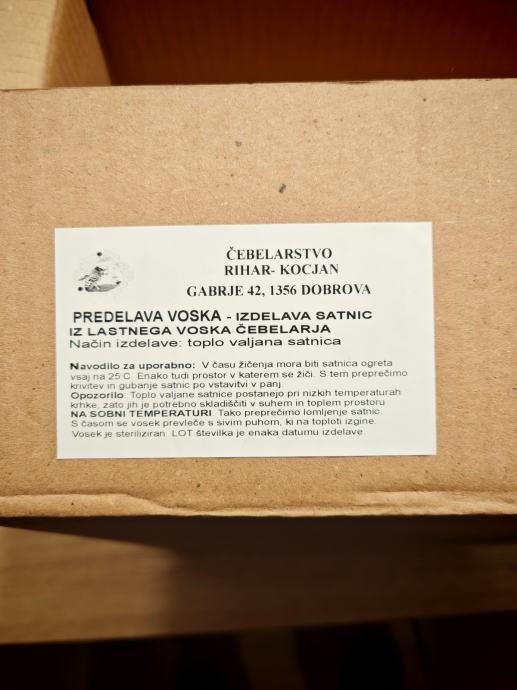 ČEBELARSTVO
RIHAR- KOCJAN
GABRJE 42, 1356 DOBROVA
PREDELAVA VOSKA - IZDELAVA SATNIC
IZ LASTNEGA VOSKA ČEBELARJA
Način izdelave: toplo valjana satnica
Navodilo za uporabno: V času žičenja mora biti satnica ogreta
vsaj na 25 C. Enako tudi prostor v katerem se žiči. S tem preprečimo
krivitev in gubanje satnic po vstavitvi v panj.
Opozorilo: Toplo valjane satnice postanejo pri nizkih temperaturah
krhke, zato jih je potrebno skladiščiti v suhem in toplem prostoru
NA SOBNI TEMPERATURI. Tako preprečimo lomljenje satnic.
S časom se vosek prevleče s sivim puhom, ki na toploti izgine.
Vosek je steriliziran. LOT številka je enaka datumu izdelave.